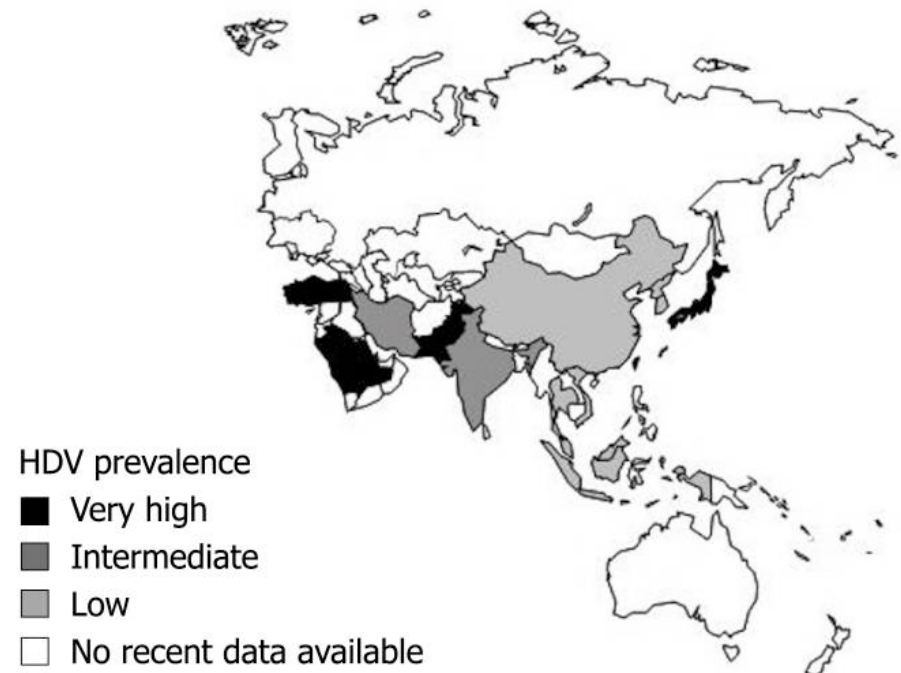 HDV prevalence
Very high
Intermediate
Low
No recent data available